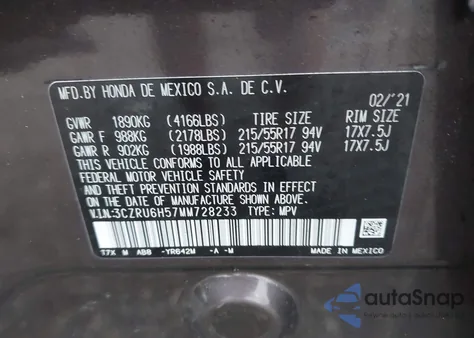 MFD.BY HONDA DE MEXICO S.A. DE C.V.
02/'21
GVWR 1890KG (4166LBS) TIRE SIZE RIM SIZE
GAWR F 988KG (2178LBS) 215/55R17 94V 17X7.5J
GAWR R 902KG (1988LBS) 215/55R17 94V 17X7.5J
THIS VEHICLE CONFORMS TO ALL APPLICABLE
FEDERAL MOTOR VEHICLE SAFETY AND
THEFT PREVENTION STANDARDS IN EFFECT ON
THE DATE OF MANUFACTURE SHOWN ABOVE.
V.I.N:3CZRU6H57MM728233 TYPE: MPV
T7X M ABB -YR642M -A -M
MADE IN MEXICO
autoSnap